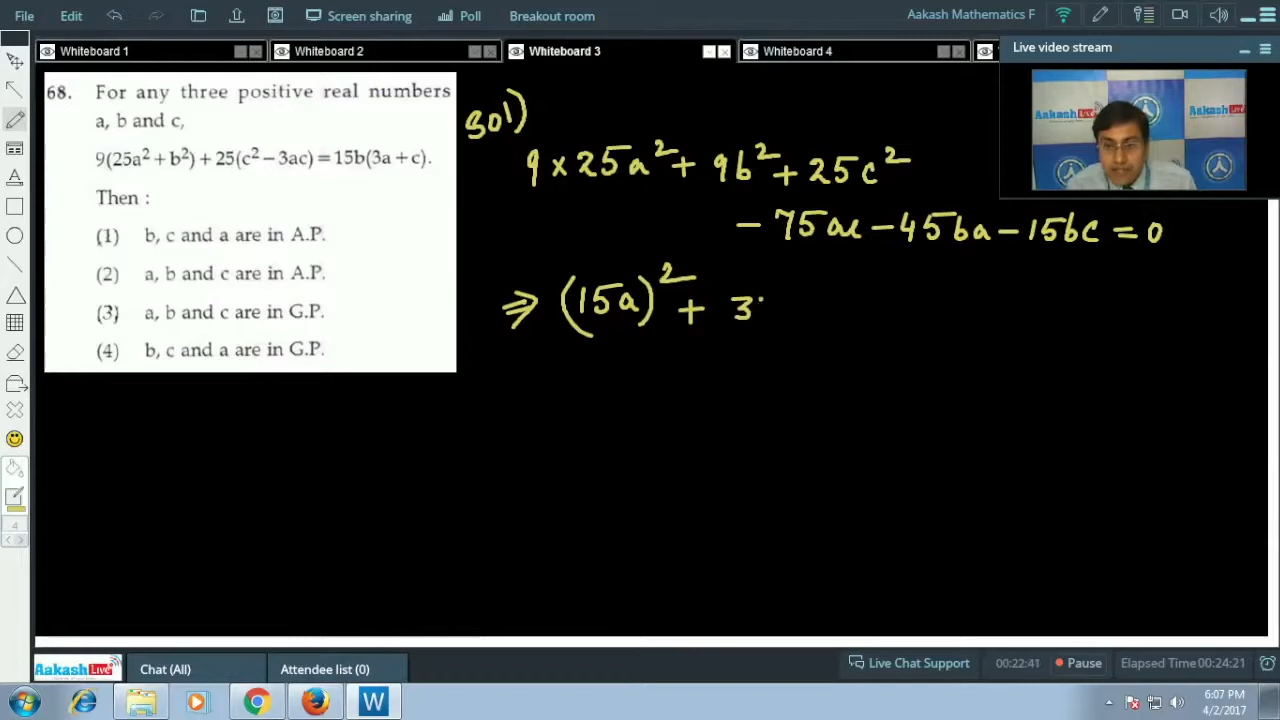 File Edit Screen sharing Poll Breakout room Aakash Mathematics F
Whiteboard 1 Whiteboard 2 Whiteboard 3 Whiteboard 4 Live video stream
68. For any three positive real numbers
a, b and c,
9(25a² + b²) + 25(c² – 3ac) = 15b(3a + c).
Then :
(1) b, c and a are in A.P.
(2) a, b and c are in A.P.
(3) a, b and c are in G.P.
(4) b, c and a are in G.P.
Sol)
9 × 25a² + 9b² + 25c²
– 75ac – 45ba – 15bc = 0
⇒ (15a)² + 3
AakashLive
4
AakashLive Chat (All) Attendee list (0) Live Chat Support 00:22:41 Pause Elapsed Time 00:24:21
W 6:07 PM
4/2/2017